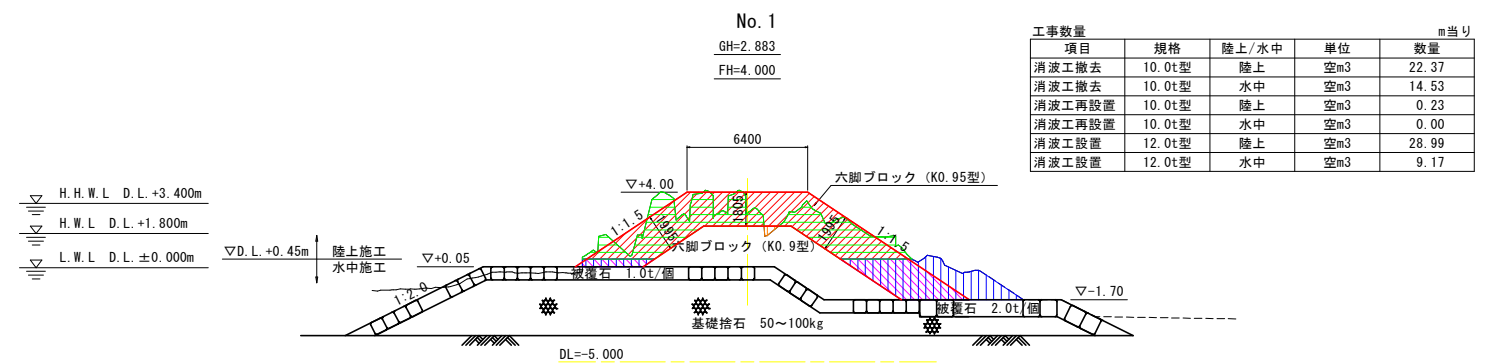 No. 1
GH=2.883
FH=4.000
工事数量 m当り
項目 規格 陸上/水中 単位 数量
消波工撤去 10.0t型 陸上 空m3 22.37
消波工撤去 10.0t型 水中 空m3 14.53
消波工再設置 10.0t型 陸上 空m3 0.23
消波工再設置 10.0t型 水中 空m3 0.00
消波工設置 12.0t型 陸上 空m3 28.99
消波工設置 12.0t型 水中 空m3 9.17
6400
六脚ブロック (K0.95型)
▽+4.00
1805
H.H.W.L D.L.+3.400m
H.W.L D.L.+1.800m
L.W.L D.L.±0.000m
▽D.L.+0.45m
陸上施工
水中施工
1:1.5
1995
1995
1:1.5
六脚ブロック (K0.9型)
▽+0.05
被覆石 1.0t/個
1:2.0
▽-1.70
被覆石 2.0t/個
基礎捨石 50~100kg
DL=-5.000